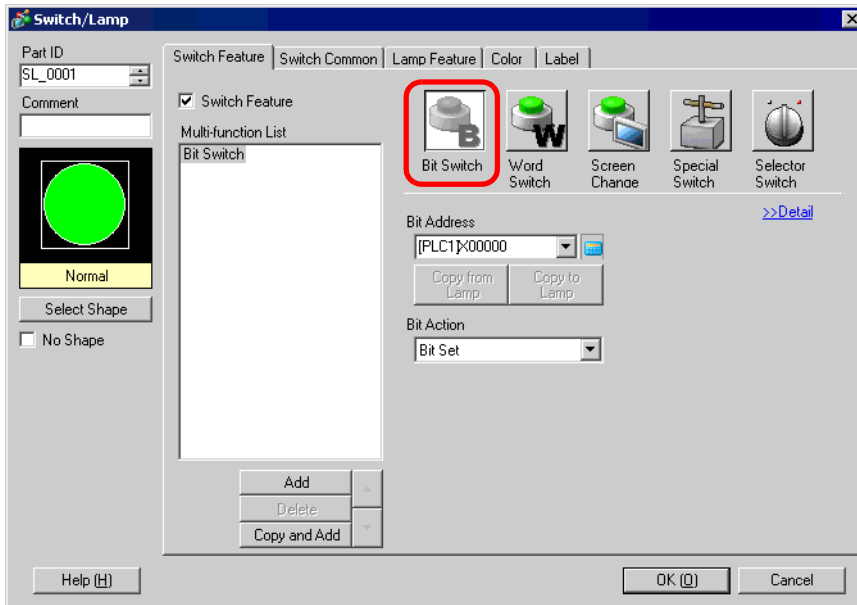 Switch/Lamp
Part ID
SL_0001
Comment
Normal
Select Shape
No Shape
Switch Feature
Switch Common
Lamp Feature
Color
Label
Switch Feature
Multi-function List
Bit Switch
Add
Delete
Copy and Add
B
Bit Switch
W
Word
Switch
Screen
Change
Special
Switch
Selector
Switch
>>Detail
Bit Address
[PLC1]X00000
Copy from
Lamp
Copy to
Lamp
Bit Action
Bit Set
Help (H)
OK (O)
Cancel